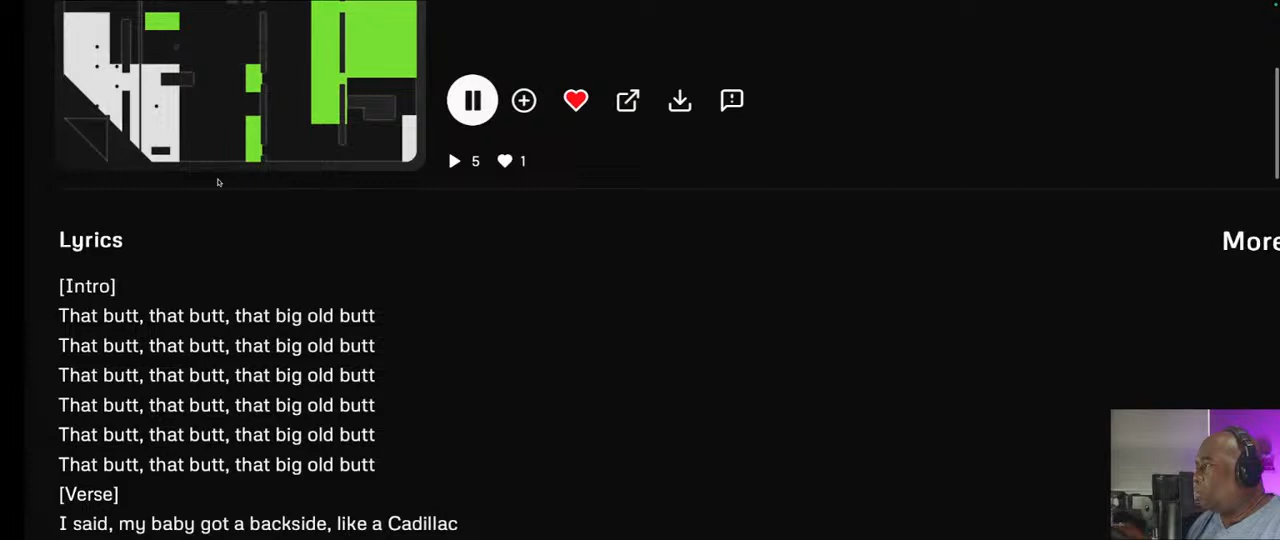 5 1
Lyrics
More
[Intro]
That butt, that butt, that big old butt
That butt, that butt, that big old butt
That butt, that butt, that big old butt
That butt, that butt, that big old butt
That butt, that butt, that big old butt
That butt, that butt, that big old butt
[Verse]
I said, my baby got a backside, like a Cadillac